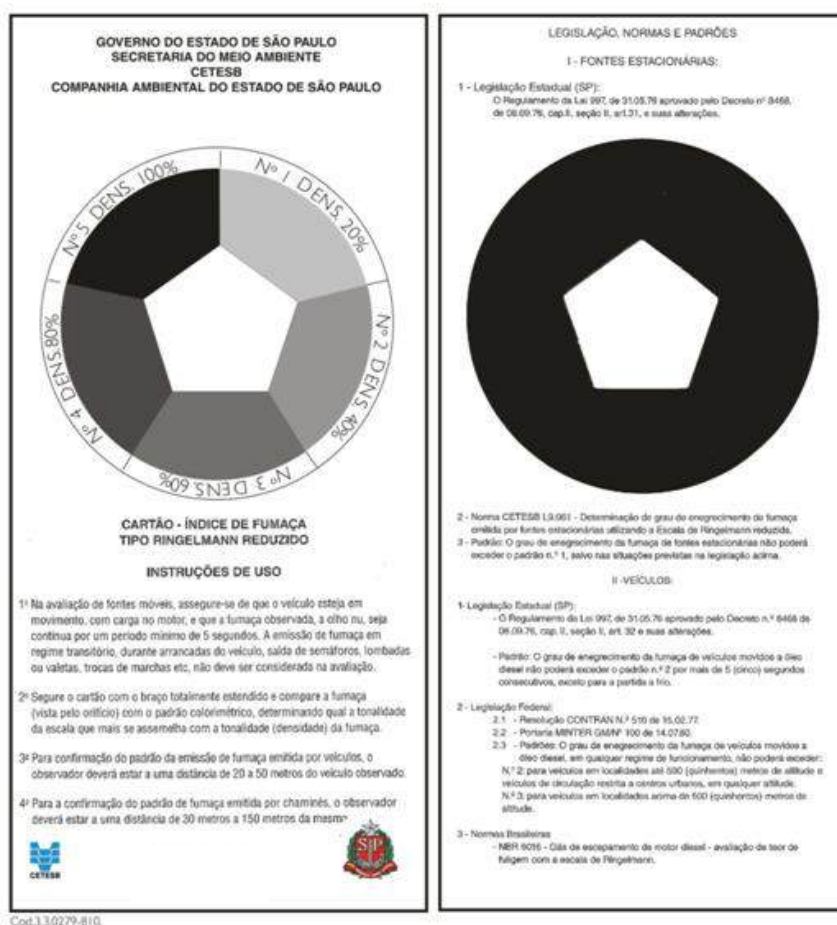 GOVERNO DO ESTADO DE SÃO PAULO
SECRETARIA DO MEIO AMBIENTE
CETESB
COMPANHIA AMBIENTAL DO ESTADO DE SÃO PAULO
Nº 1 DENS. 20%
Nº 2 DENS. 40%
Nº 3 DENS. 60%
Nº 4 DENS. 80%
Nº 5 DENS. 100%
CARTÃO - ÍNDICE DE FUMAÇA
TIPO RINGELMANN REDUZIDO
INSTRUÇÕES DE USO
1º Na avaliação de fontes móveis, assegure-se de que o veículo esteja em
movimento, com carga no motor, e que a fumaça observada, a olho nu, seja
contínua por um período mínimo de 5 segundos. A emissão de fumaça em
regime transitório, durante arrancadas do veículo, saída de semáforos, lombadas
ou valetas, trocas de marchas etc, não deve ser considerada na avaliação.
2º Segure o cartão com o braço totalmente estendido e compare a fumaça
(vista pelo orifício) com o padrão colorimétrico, determinando qual a tonalidade
da escala que mais se assemelha com a tonalidade (densidade) da fumaça.
3º Para confirmação do padrão da emissão de fumaça emitida por veículos, o
observador deverá estar a uma distância de 20 a 50 metros do veículo observado.
4º Para a confirmação do padrão de fumaça emitida por chaminés, o observador
deverá estar a uma distância de 30 metros a 150 metros da mesma
CETESB
Cod.3.3.0279-810.
LEGISLAÇÃO, NORMAS E PADRÕES
I - FONTES ESTACIONÁRIAS:
1 - Legislação Estadual (SP):
O Regulamento da Lei 997, de 31.05.76 aprovado pelo Decreto nº 8468,
de 08.09.76, cap.II, seção II, art.31, e suas alterações.
2 - Norma CETESB L9.061 - Determinação de grau de enegrecimento da fumaça
emitida por fontes estacionárias utilizando a Escala de Ringelmann reduzida.
3 - Padrão: O grau de enegrecimento da fumaça de fontes estacionárias não poderá
exceder o padrão n.º 1, salvo nas situações previstas na legislação acima.
II -VEÍCULOS:
1- Legislação Estadual (SP):
- O Regulamento da Lei 997, de 31.05.76 aprovado pelo Decreto n.º 8468 de
08.09.76, cap. II, seção II, art. 32 e suas alterações.
- Padrão: O grau de enegrecimento da fumaça de veículos movidos a óleo
diesel não poderá exceder o padrão n.º 2 por mais de 5 (cinco) segundos
consecutivos, exceto para a partida a frio.
2 - Legislação Federal:
2.1 - Resolução CONTRAN N.º 510 de 15.02.77.
2.2 - Portaria MINTER GM/Nº 100 de 14.07.80.
2.3 - Padrões: O grau de enegrecimento da fumaça de veículos movidos a
óleo diesel, em qualquer regime de funcionamento, não poderá exceder:
N.º 2: para veículos em localidades até 500 (quinhentos) metros de altitude e
veículos de circulação restrita a centros urbanos, em qualquer altitude.
N.º 3: para veículos em localidades acima de 500 (quinhentos) metros de
altitude.
3 - Normas Brasileiras
- NBR 6016 - Gás de escapamento de motor diesel - avaliação de teor de
fuligem com a escala de Ringelmann.